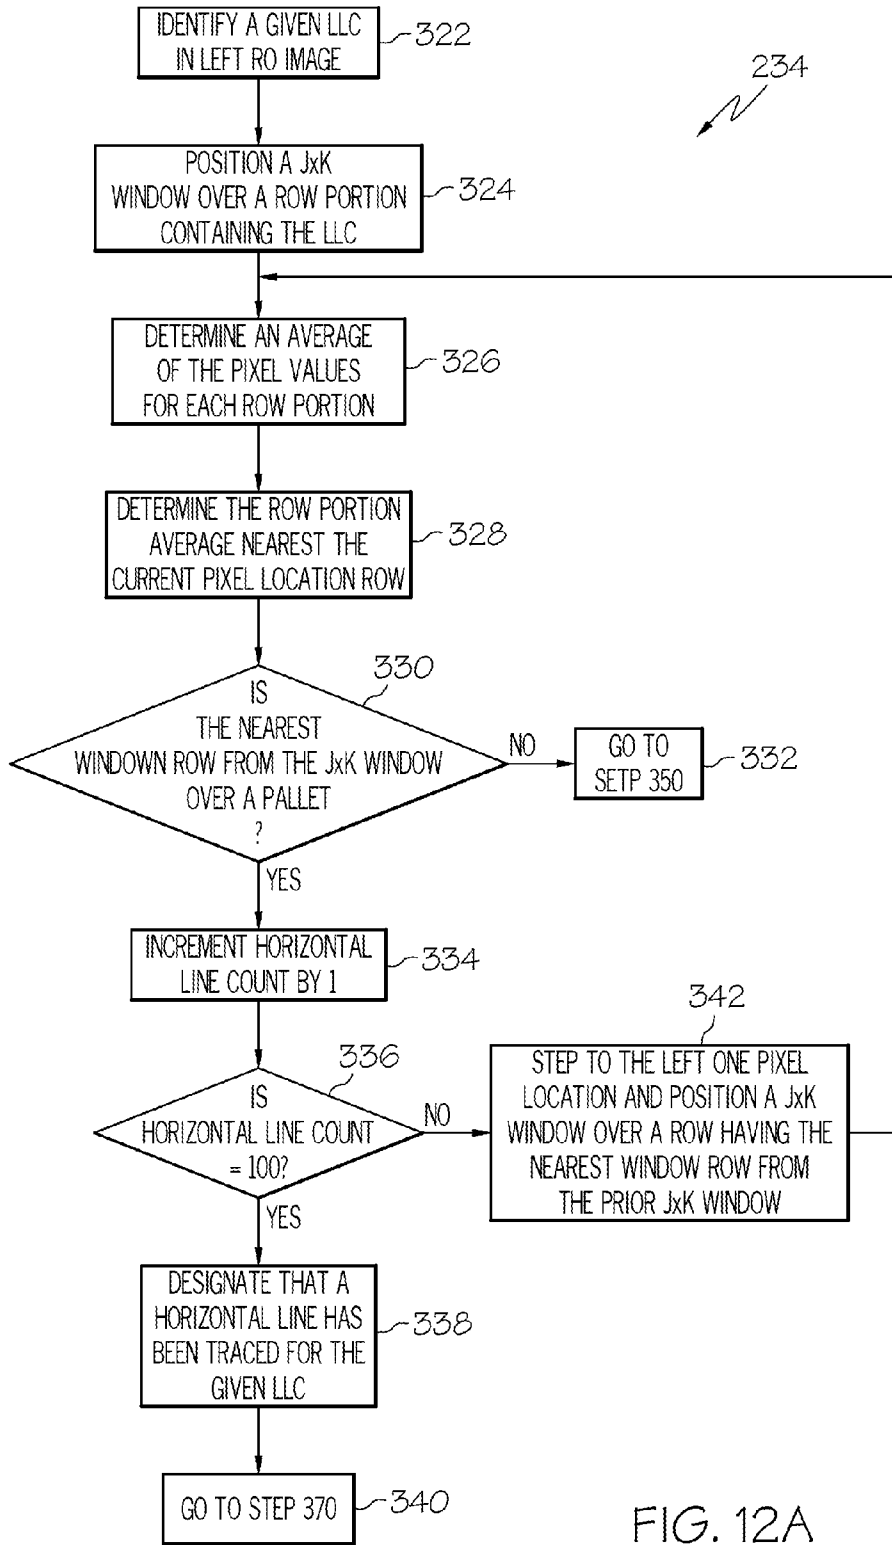 IDENTIFY A GIVEN LLC
IN LEFT RO IMAGE
322
234
POSITION A JxK
WINDOW OVER A ROW PORTION
CONTAINING THE LLC
324
DETERMINE AN AVERAGE
OF THE PIXEL VALUES
FOR EACH ROW PORTION
326
DETERMINE THE ROW PORTION
AVERAGE NEAREST THE
CURRENT PIXEL LOCATION ROW
328
330
IS
THE NEAREST
WINDOWN ROW FROM THE JxK WINDOW
OVER A PALLET
?
NO
GO TO
SETP 350
332
YES
INCREMENT HORIZONTAL
LINE COUNT BY 1
334
336
IS
HORIZONTAL LINE COUNT
= 100?
NO
342
STEP TO THE LEFT ONE PIXEL
LOCATION AND POSITION A JxK
WINDOW OVER A ROW HAVING THE
NEAREST WINDOW ROW FROM
THE PRIOR JxK WINDOW
YES
DESIGNATE THAT A
HORIZONTAL LINE HAS
BEEN TRACED FOR THE
GIVEN LLC
338
GO TO STEP 370
340
FIG. 12A